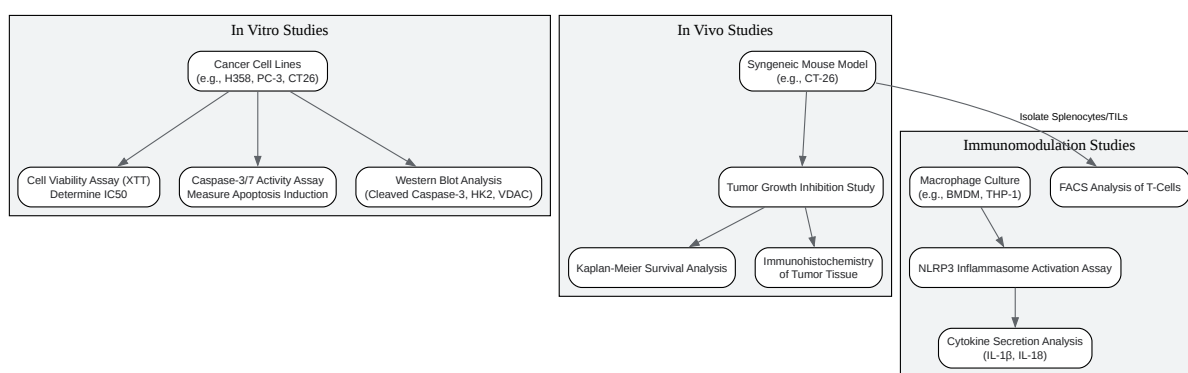 In Vitro Studies
Cancer Cell Lines
(e.g., H358, PC-3, CT26)
Cell Viability Assay (XTT)
Determine IC50
Caspase-3/7 Activity Assay
Measure Apoptosis Induction
Western Blot Analysis
(Cleaved Caspase-3, HK2, VDAC)
In Vivo Studies
Syngeneic Mouse Model
(e.g., CT-26)
Tumor Growth Inhibition Study
Kaplan-Meier Survival Analysis
Immunohistochemistry
of Tumor Tissue
Isolate Splenocytes/TILs
Immunomodulation Studies
Macrophage Culture
(e.g., BMDM, THP-1)
FACS Analysis of T-Cells
NLRP3 Inflammasome Activation Assay
Cytokine Secretion Analysis
(IL-1β, IL-18)